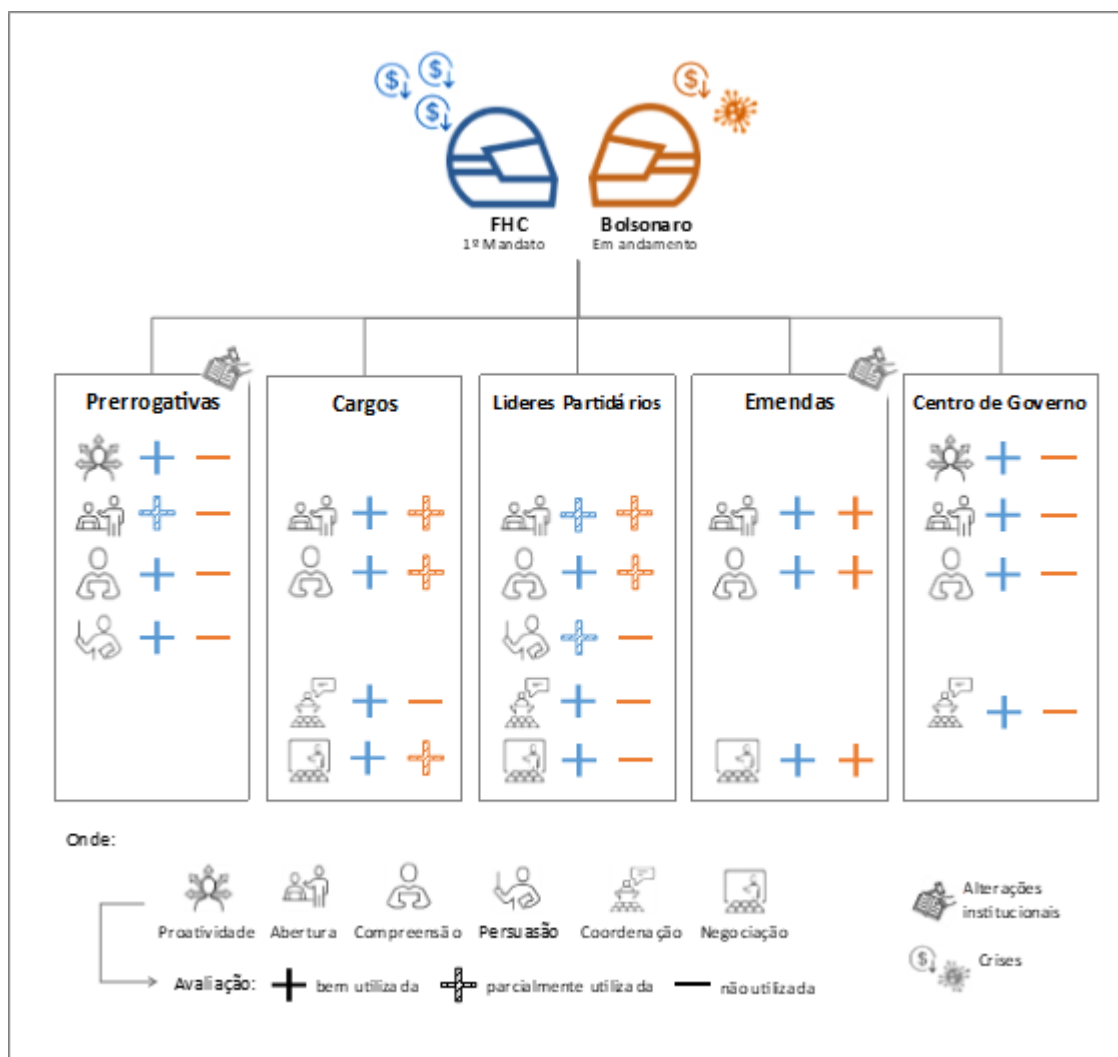 FHC
1º Mandato
Bolsonaro
Em andamento
Prerrogativas
Cargos
Lideres Partidários
Emendas
Centro de Governo
Onde:
Proatividade
Abertura
Compreensão
Persuasão
Coordenação
Negociação
Alterações
institucionais
Crises
Avaliação:
bem utilizada
parcialmente utilizada
não utilizada